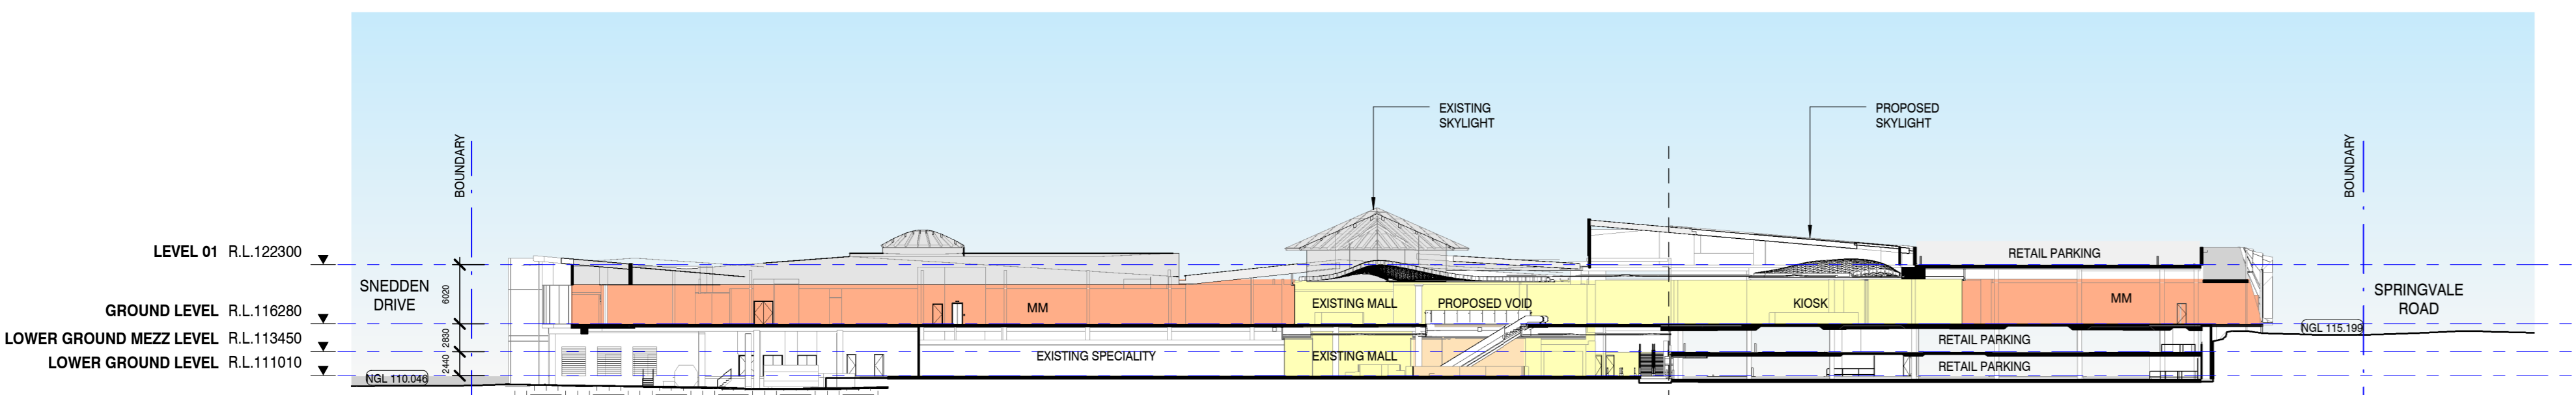 EXISTING
SKYLIGHT
PROPOSED
SKYLIGHT
BOUNDARY
BOUNDARY
LEVEL 01 R.L.122300
GROUND LEVEL R.L.116280
LOWER GROUND MEZZ LEVEL R.L.113450
LOWER GROUND LEVEL R.L.111010
6020
2830
2440
SNEDDEN
DRIVE
NGL 110.046
RETAIL PARKING
MM
EXISTING MALL
PROPOSED VOID
KIOSK
MM
SPRINGVALE
ROAD
NGL 115.199
EXISTING SPECIALITY
EXISTING MALL
RETAIL PARKING
RETAIL PARKING